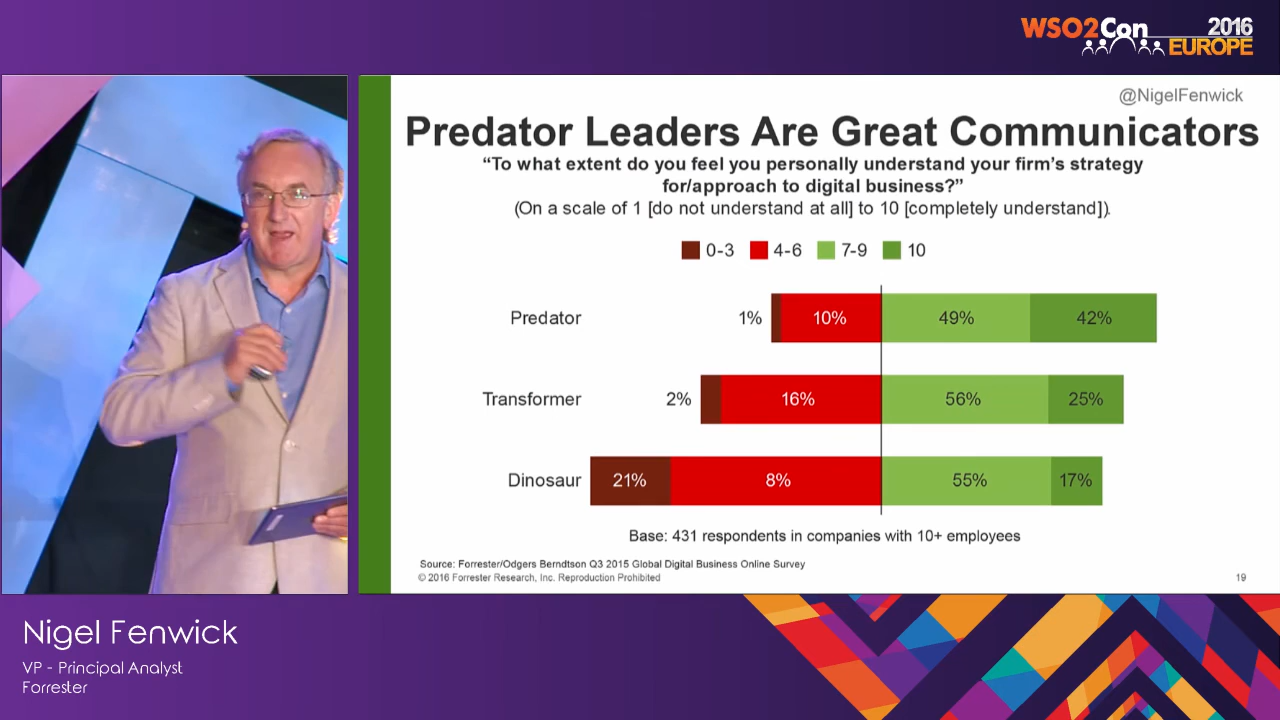 WSO2Con 2016
EUROPE
@NigelFenwick
Predator Leaders Are Great Communicators
“To what extent do you feel you personally understand your firm’s strategy
for/approach to digital business?”
(On a scale of 1 [do not understand at all] to 10 [completely understand]).
0-3 4-6 7-9 10
Predator 1% 10% 49% 42%
Transformer 2% 16% 56% 25%
Dinosaur 21% 8% 55% 17%
Base: 431 respondents in companies with 10+ employees
Source: Forrester/Odgers Berndtson Q3 2015 Global Digital Business Online Survey
© 2016 Forrester Research, Inc. Reproduction Prohibited 19
Nigel Fenwick
VP - Principal Analyst
Forrester